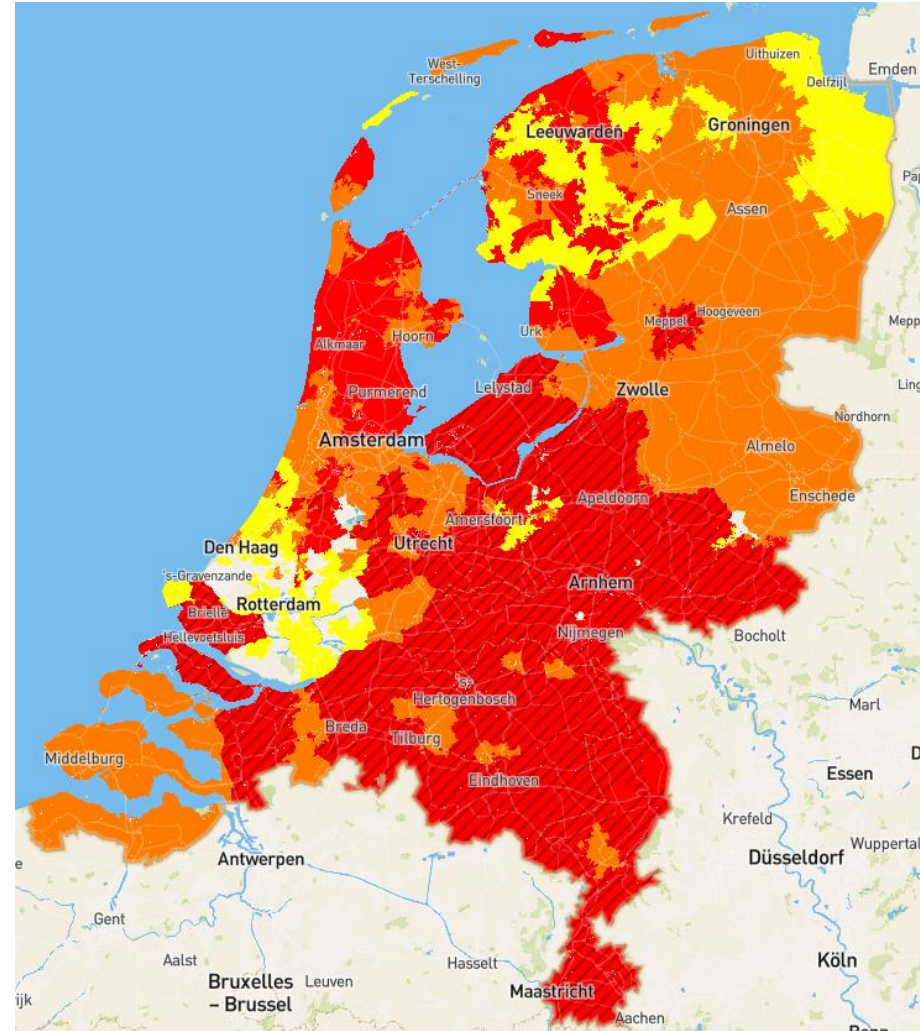 Uithuizen
Emden
West-
Terschelling
Delfzijl
Leeuwarden
Groningen
Sneek
Assen
Meppel
Hoogeveen
Urk
Alkmaar
Hoorn
Purmerend
Lelystad
Zwolle
Nordhorn
Amsterdam
Almelo
Enschede
Apeldoorn
Amersfoort
Den Haag
Utrecht
's-Gravenzande
Arnhem
Rotterdam
Brielle
Hellevoetsluis
Nijmegen
Bocholt
's-
Hertogenbosch
Marl
Breda
Tilburg
Middelburg
Eindhoven
Essen
Krefeld
Wuppertal
Düsseldorf
Antwerpen
Gent
Aalst
Hasselt
Köln
Bruxelles
– Brussel
Leuven
Maastricht
Aachen